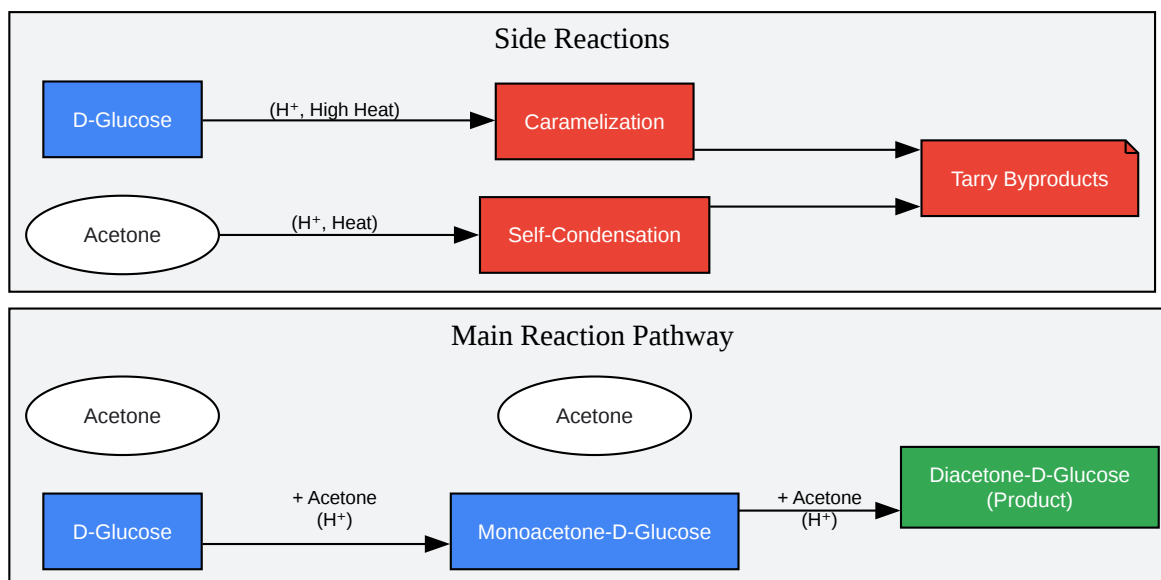 Side Reactions
D-Glucose
(H⁺, High Heat)
Caramelization
Tarry Byproducts
Acetone
(H⁺, Heat)
Self-Condensation
Main Reaction Pathway
Acetone
Acetone
D-Glucose
+ Acetone
(H⁺)
Monoacetone-D-Glucose
+ Acetone
(H⁺)
Diacetone-D-Glucose
(Product)